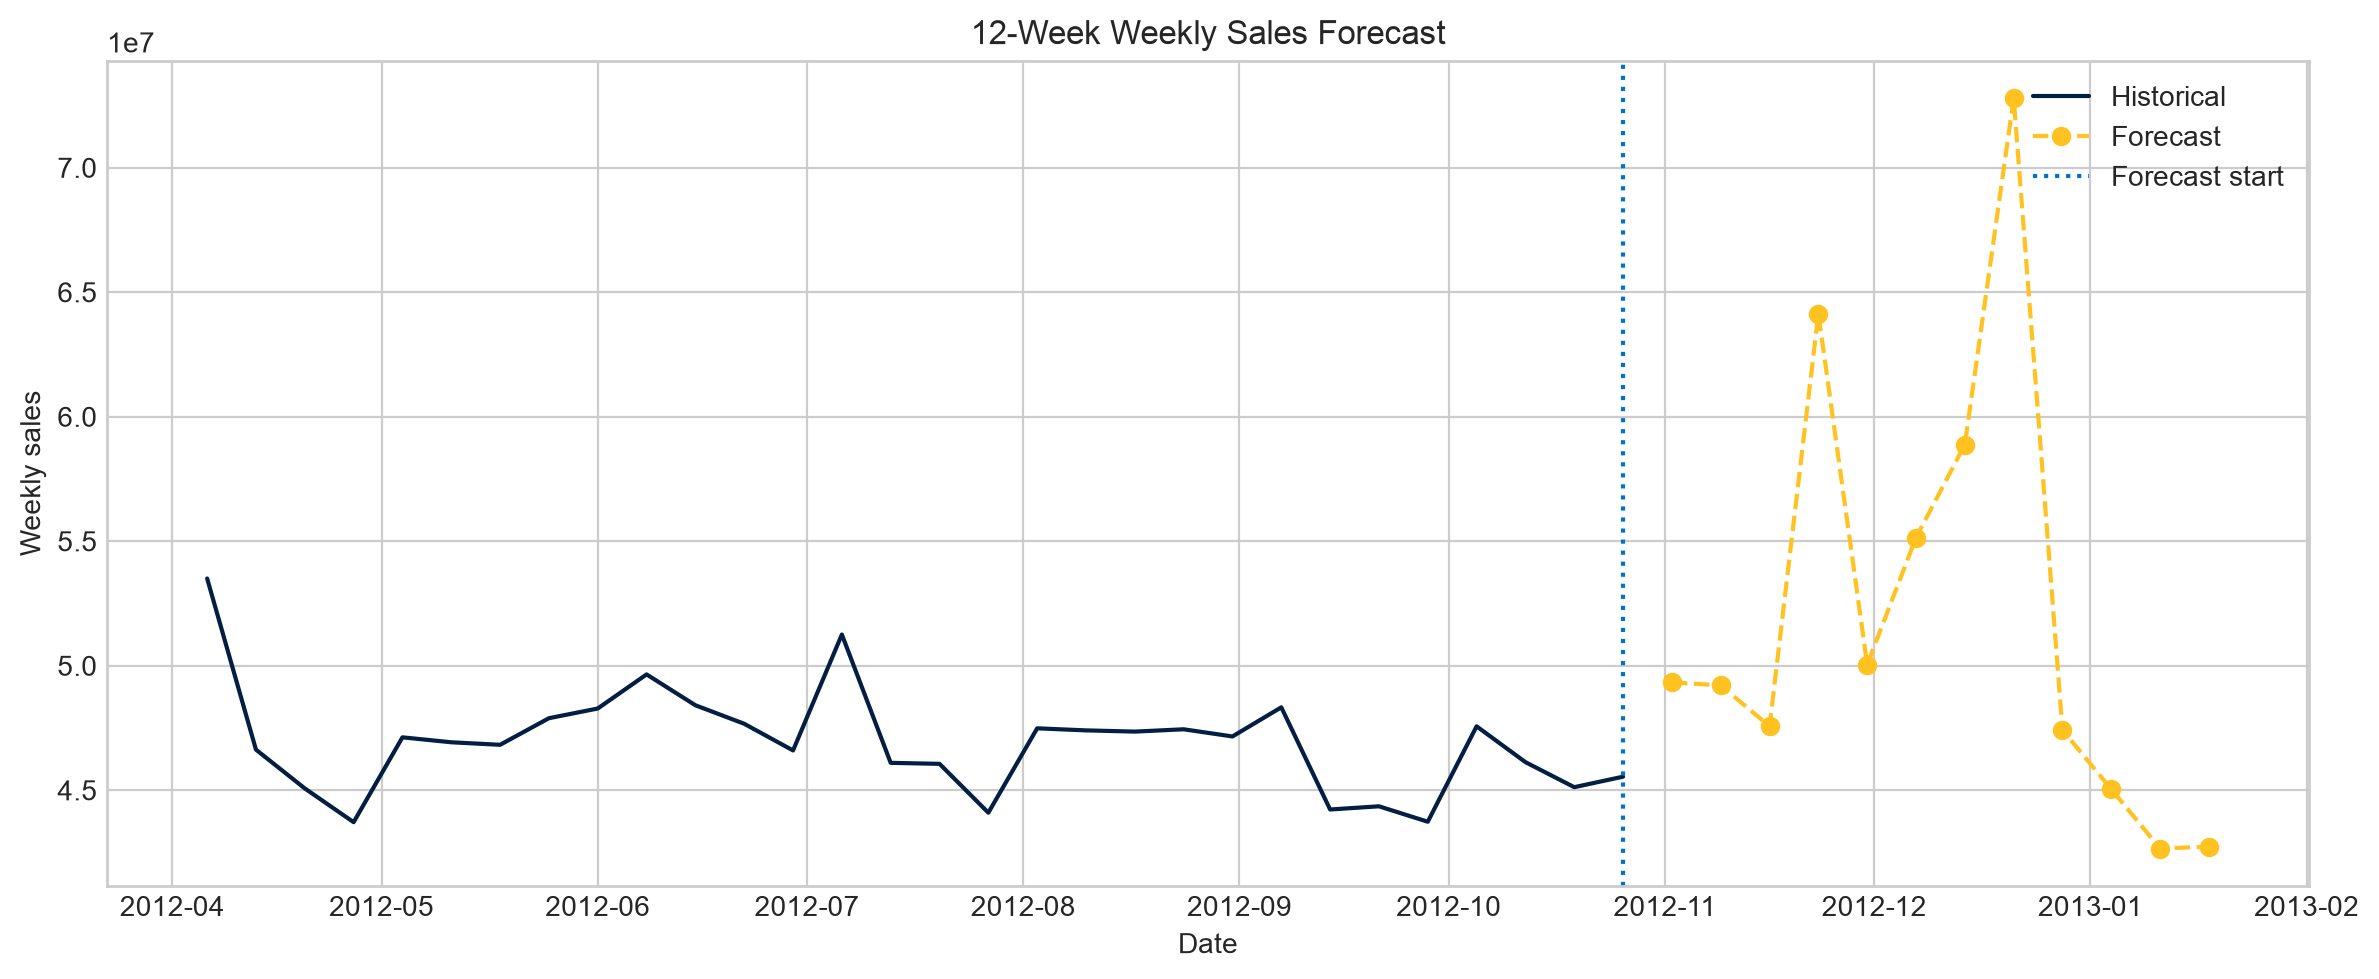 12-Week Weekly Sales Forecast
1e7
Historical
Forecast
Forecast start
7.0
6.5
6.0
5.5
5.0
4.5
Weekly sales
2012-04 2012-05 2012-06 2012-07 2012-08 2012-09 2012-10 2012-11 2012-12 2013-01 2013-02
Date